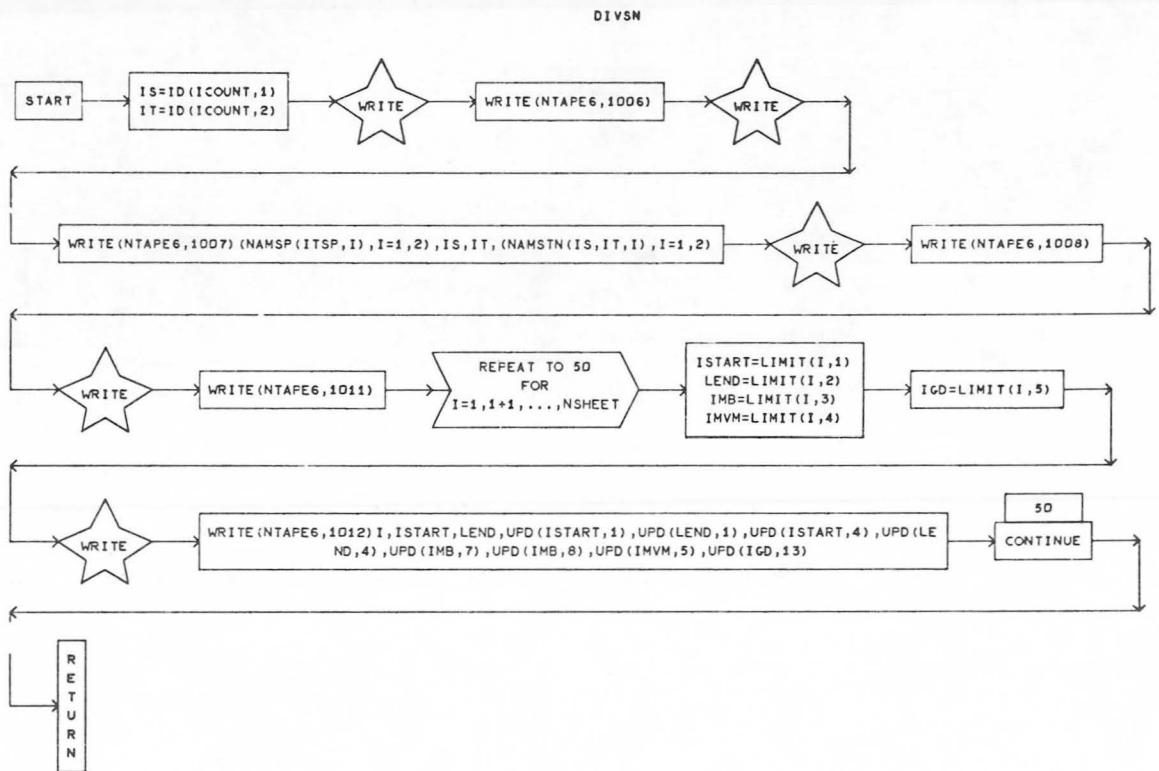 DIVSN
START
IS=ID(ICOUNT,1)
IT=ID(ICOUNT,2)
WRITE
WRITE(NTAPE6,1006)
WRITE
WRITE(NTAPE6,1007)(NAMSP(ITSP,I),I=1,2),IS,IT,(NAMSTN(IS,IT,I),I=1,2)
WRITE
WRITE(NTAPE6,1008)
WRITE
WRITE(NTAPE6,1011)
REPEAT TO 50
FOR
I=1,1+1,...,NSHEET
ISTART=LIMIT(I,1)
LEND=LIMIT(I,2)
IMB=LIMIT(I,3)
IMVM=LIMIT(I,4)
IGD=LIMIT(I,5)
WRITE
WRITE(NTAPE6,1012)I,ISTART,LEND,UPD(ISTART,1),UPD(LEND,1),UPD(ISTART,4),UPD(LE
ND,4),UPD(IMB,7),UPD(IMB,8),UPD(IMVM,5),UPD(IGD,13)
50
CONTINUE
RETURN